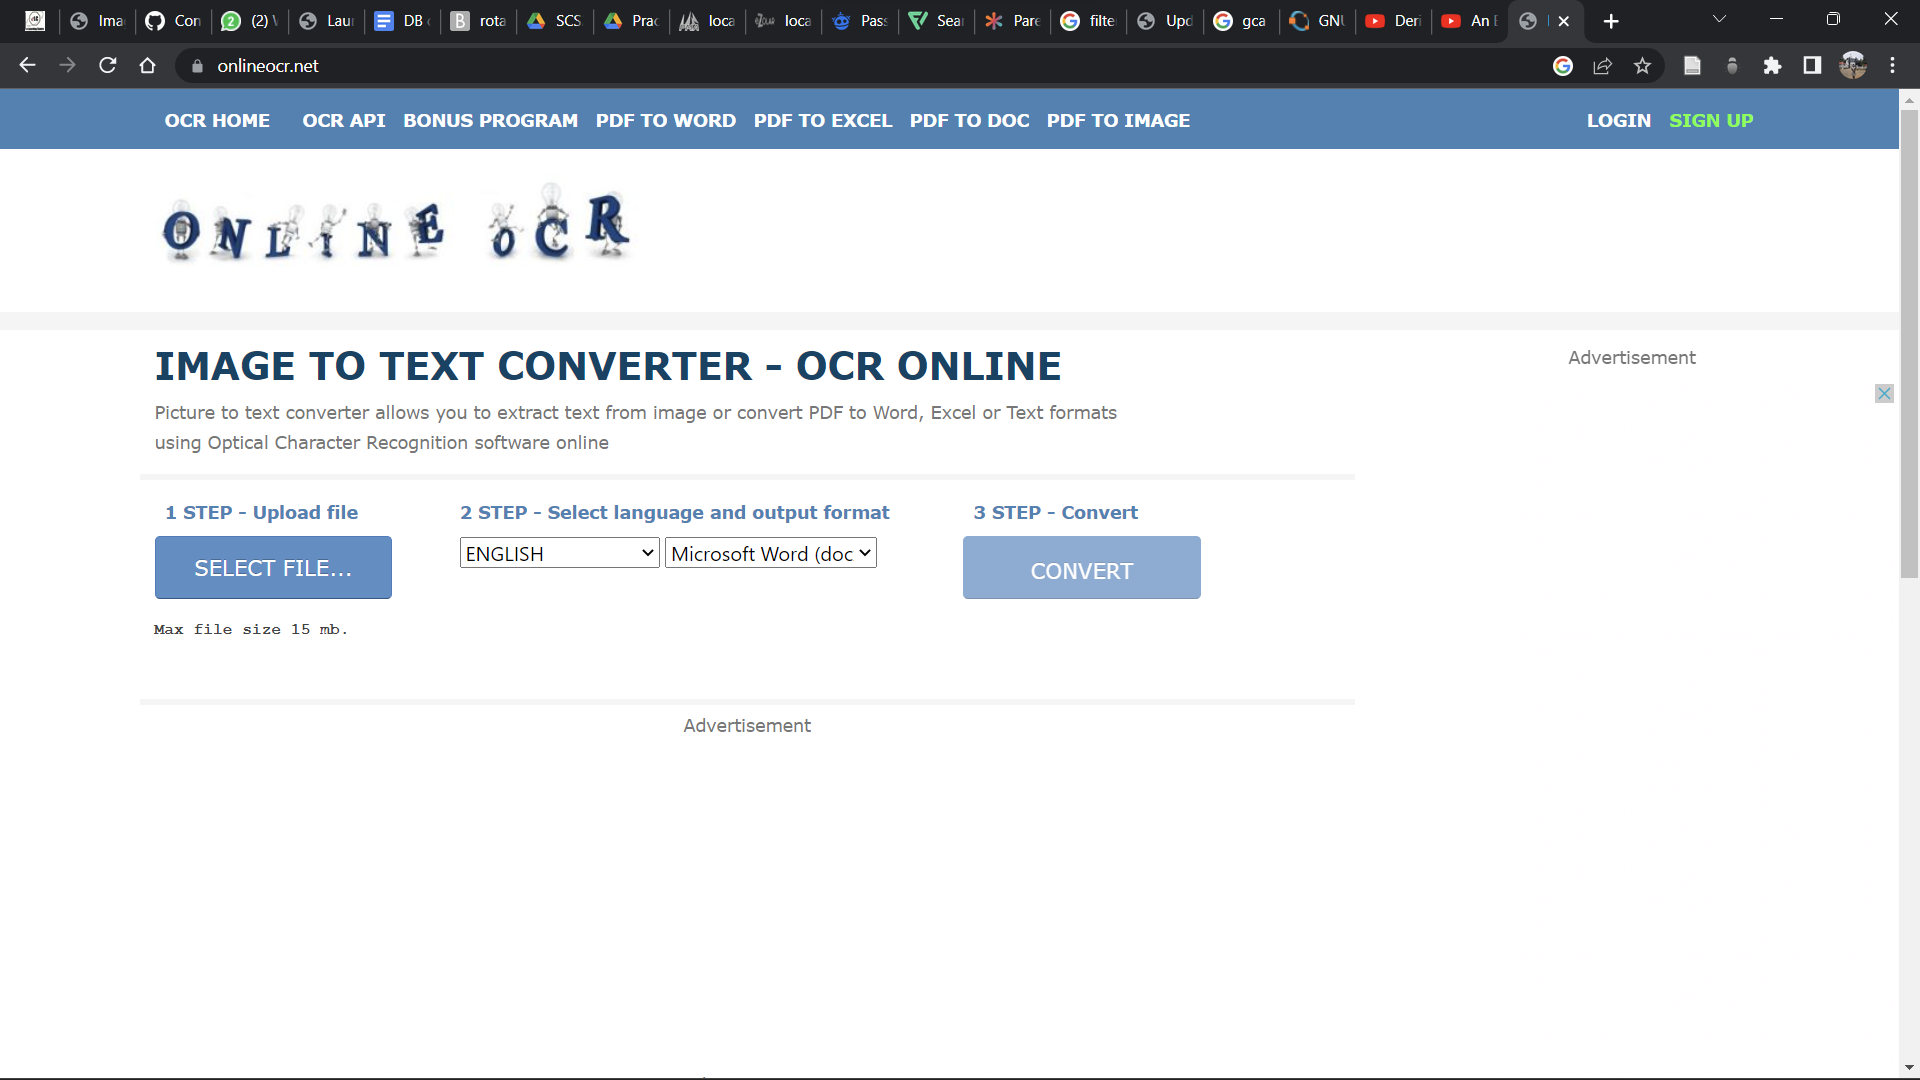 Ima Con (2) Lau DB rota SCS Prac loca loca Pass Sear Pare filte Upd gca GNU Deri An
onlineocr.net
OCR HOME OCR API BONUS PROGRAM PDF TO WORD PDF TO EXCEL PDF TO DOC PDF TO IMAGE LOGIN SIGN UP
ONLINE OCR
IMAGE TO TEXT CONVERTER - OCR ONLINE
Advertisement
Picture to text converter allows you to extract text from image or convert PDF to Word, Excel or Text formats
using Optical Character Recognition software online
1 STEP - Upload file 2 STEP - Select language and output format 3 STEP - Convert
SELECT FILE... ENGLISH Microsoft Word (doc CONVERT
Max file size 15 mb.
Advertisement